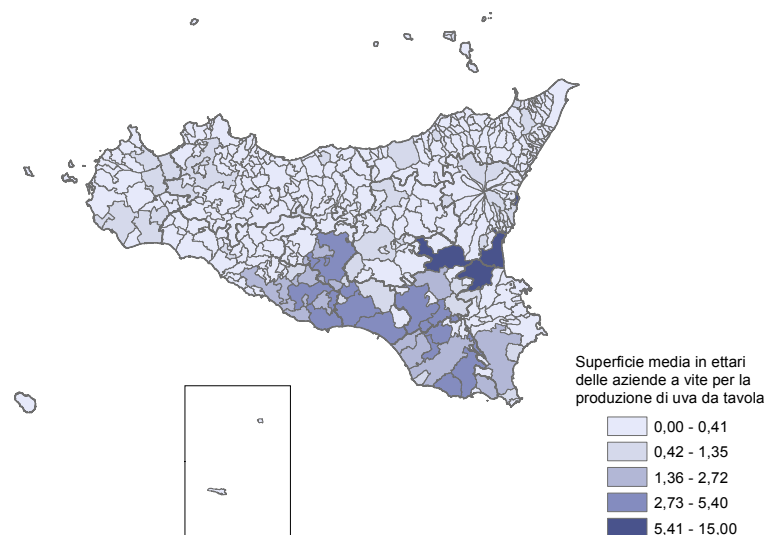 Superficie media in ettari
delle aziende a vite per la
produzione di uva da tavola
0,00 - 0,41
0,42 - 1,35
1,36 - 2,72
2,73 - 5,40
5,41 - 15,00